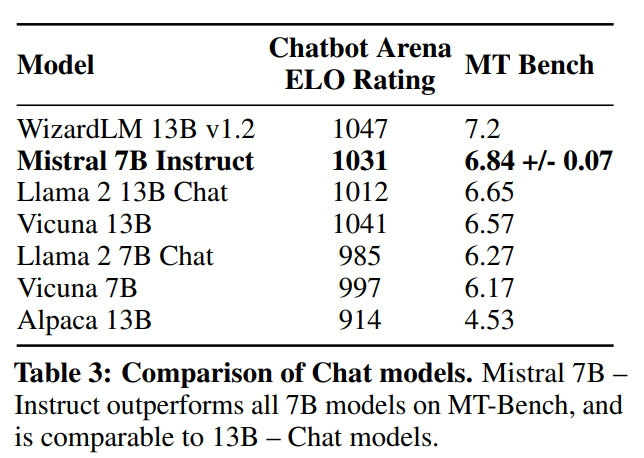 Model Chatbot Arena ELO Rating MT Bench
WizardLM 13B v1.2 1047 7.2
Mistral 7B Instruct 1031 6.84 +/- 0.07
Llama 2 13B Chat 1012 6.65
Vicuna 13B 1041 6.57
Llama 2 7B Chat 985 6.27
Vicuna 7B 997 6.17
Alpaca 13B 914 4.53
Table 3: Comparison of Chat models. Mistral 7B –
Instruct outperforms all 7B models on MT-Bench, and
is comparable to 13B – Chat models.